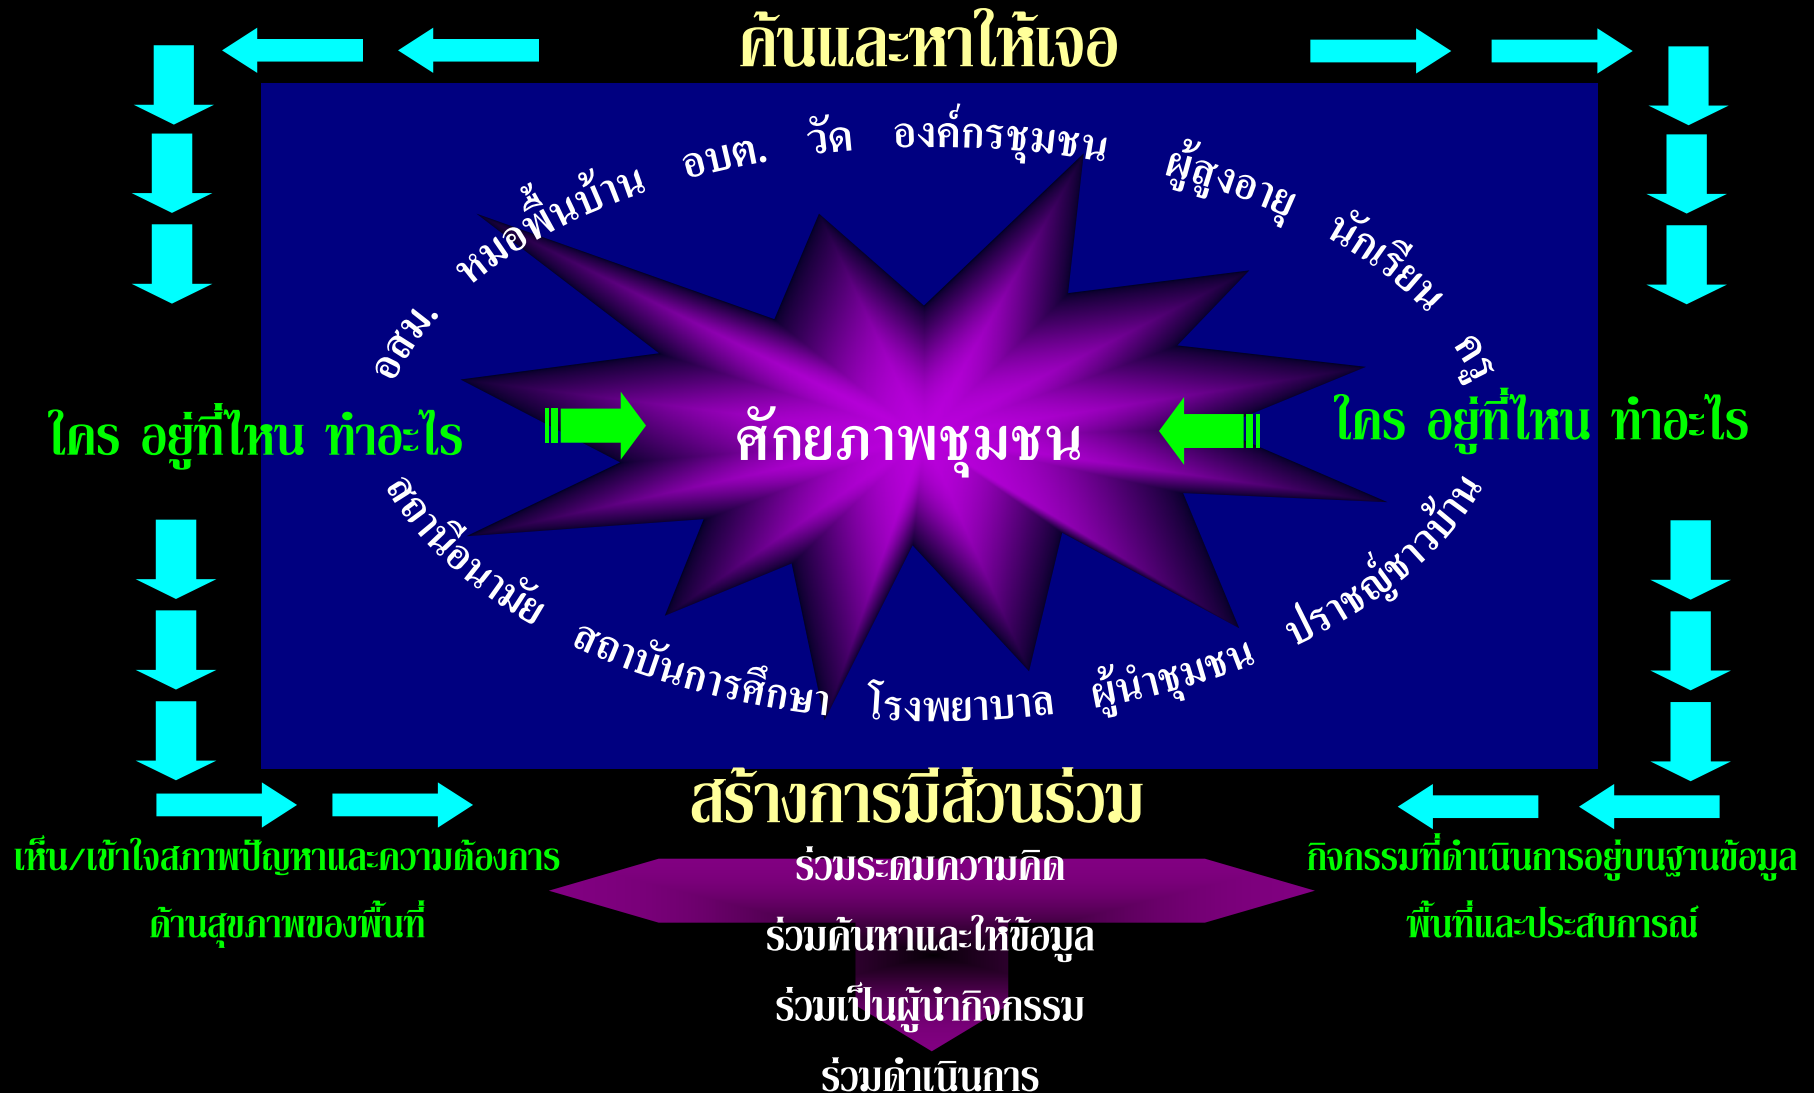 ค้นและหาให้เจอ
อสม. หมอพื้นบ้าน อบต. วัด องค์กรชุมชน ผู้สูงอายุ นักเรียน ครู
ใคร อยู่ที่ไหน ทำอะไร
ศักยภาพชุมชน
ใคร อยู่ที่ไหน ทำอะไร
สถานีอนามัย สถาบันการศึกษา โรงพยาบาล ผู้นำชุมชน ปราชญ์ชาวบ้าน
สร้างการมีส่วนร่วม
เห็น/เข้าใจสภาพปัญหาและความต้องการ
ด้านสุขภาพของพื้นที่
ร่วมระดมความคิด
ร่วมค้นหาและให้ข้อมูล
ร่วมเป็นผู้นำกิจกรรม
ร่วมดำเนินการ
กิจกรรมที่ดำเนินการอยู่บนฐานข้อมูล
พื้นที่และประสบการณ์